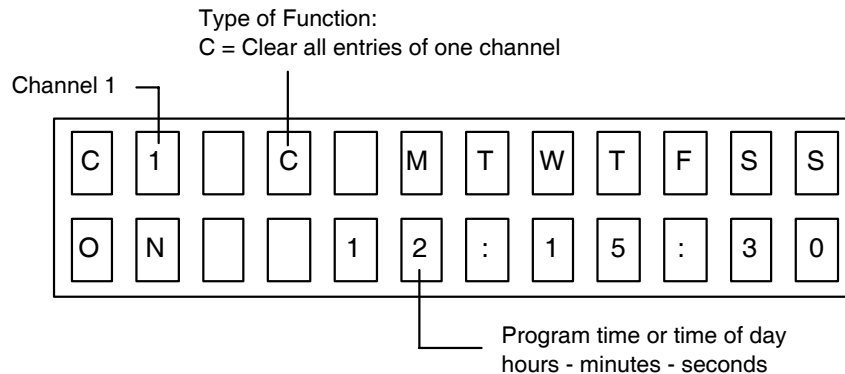 Type of Function:
C = Clear all entries of one channel
Channel 1
C 1 C M T W T F S S
O N 1 2 : 1 5 : 3 0
Program time or time of day
hours - minutes - seconds